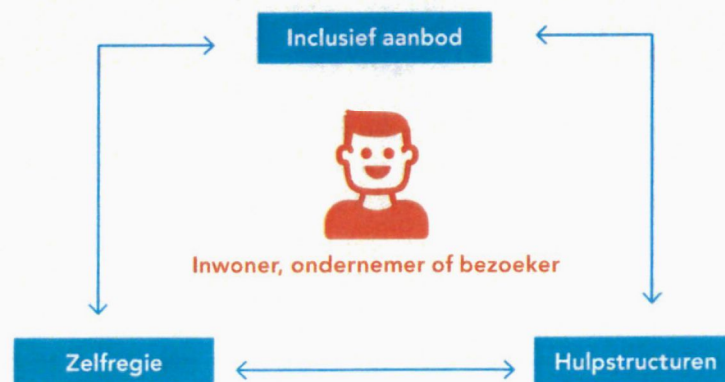 Inclusief aanbod
Inwoner, ondernemer of bezoeker
Zelfregie
Hulpstructuren